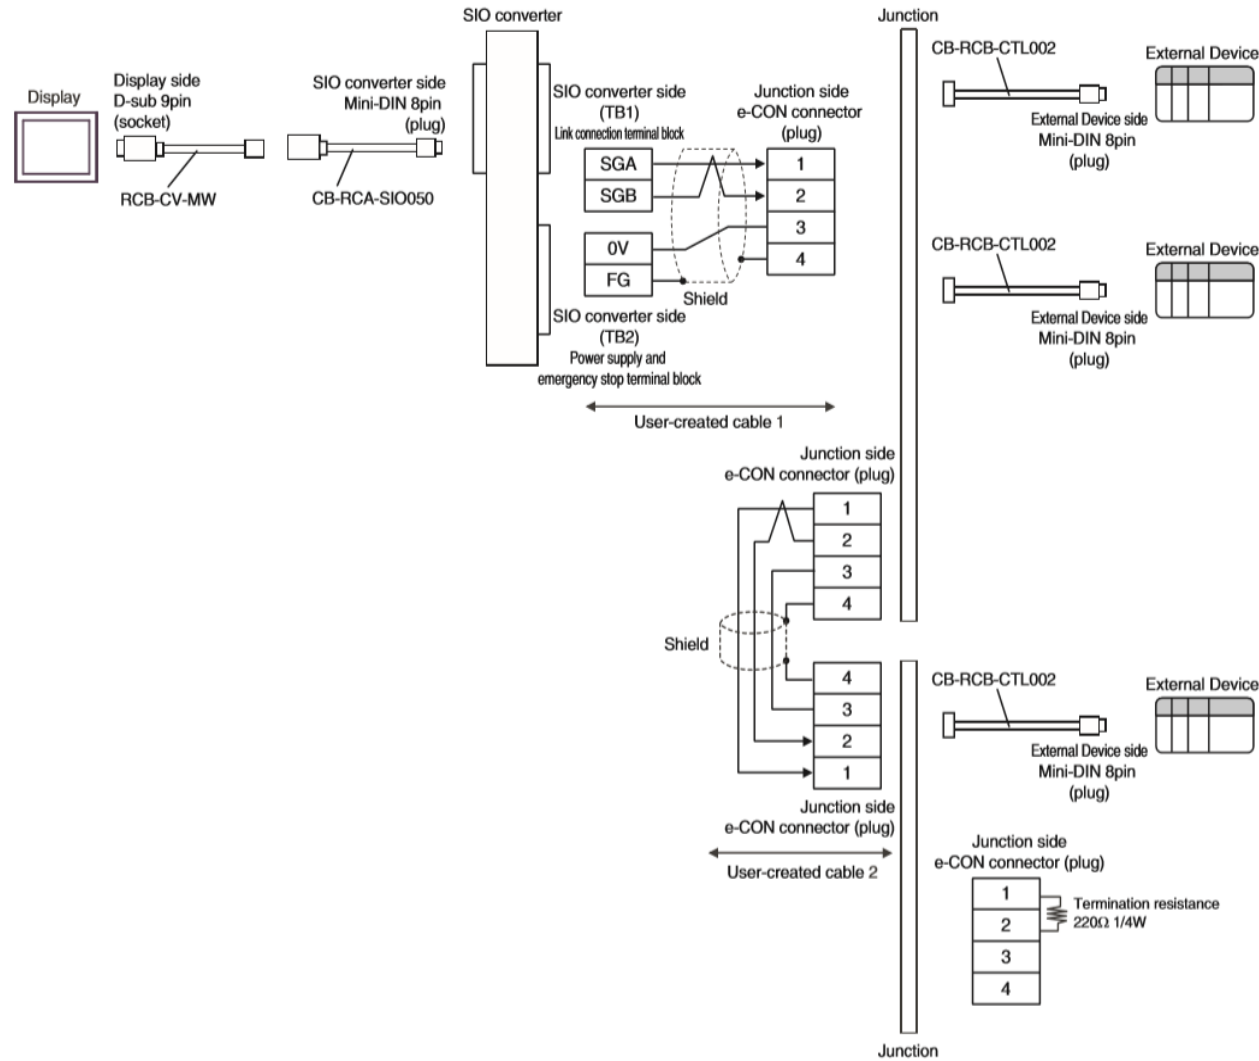 SIO converter
Junction
Display
Display side
D-sub 9pin
(socket)
RCB-CV-MW
SIO converter side
Mini-DIN 8pin
(plug)
CB-RCA-SIO050
SIO converter side
(TB1)
Link connection terminal block
SGA
SGB
0V
FG
Shield
Junction side
e-CON connector
(plug)
1
2
3
4
SIO converter side
(TB2)
Power supply and
emergency stop terminal block
User-created cable 1
CB-RCB-CTL002
External Device
External Device side
Mini-DIN 8pin
(plug)
CB-RCB-CTL002
External Device
External Device side
Mini-DIN 8pin
(plug)
Junction side
e-CON connector (plug)
1
2
3
4
Shield
4
3
2
1
Junction side
e-CON connector (plug)
User-created cable 2
CB-RCB-CTL002
External Device
External Device side
Mini-DIN 8pin
(plug)
Junction side
e-CON connector (plug)
1
2
3
4
Termination resistance
220Ω 1/4W
Junction